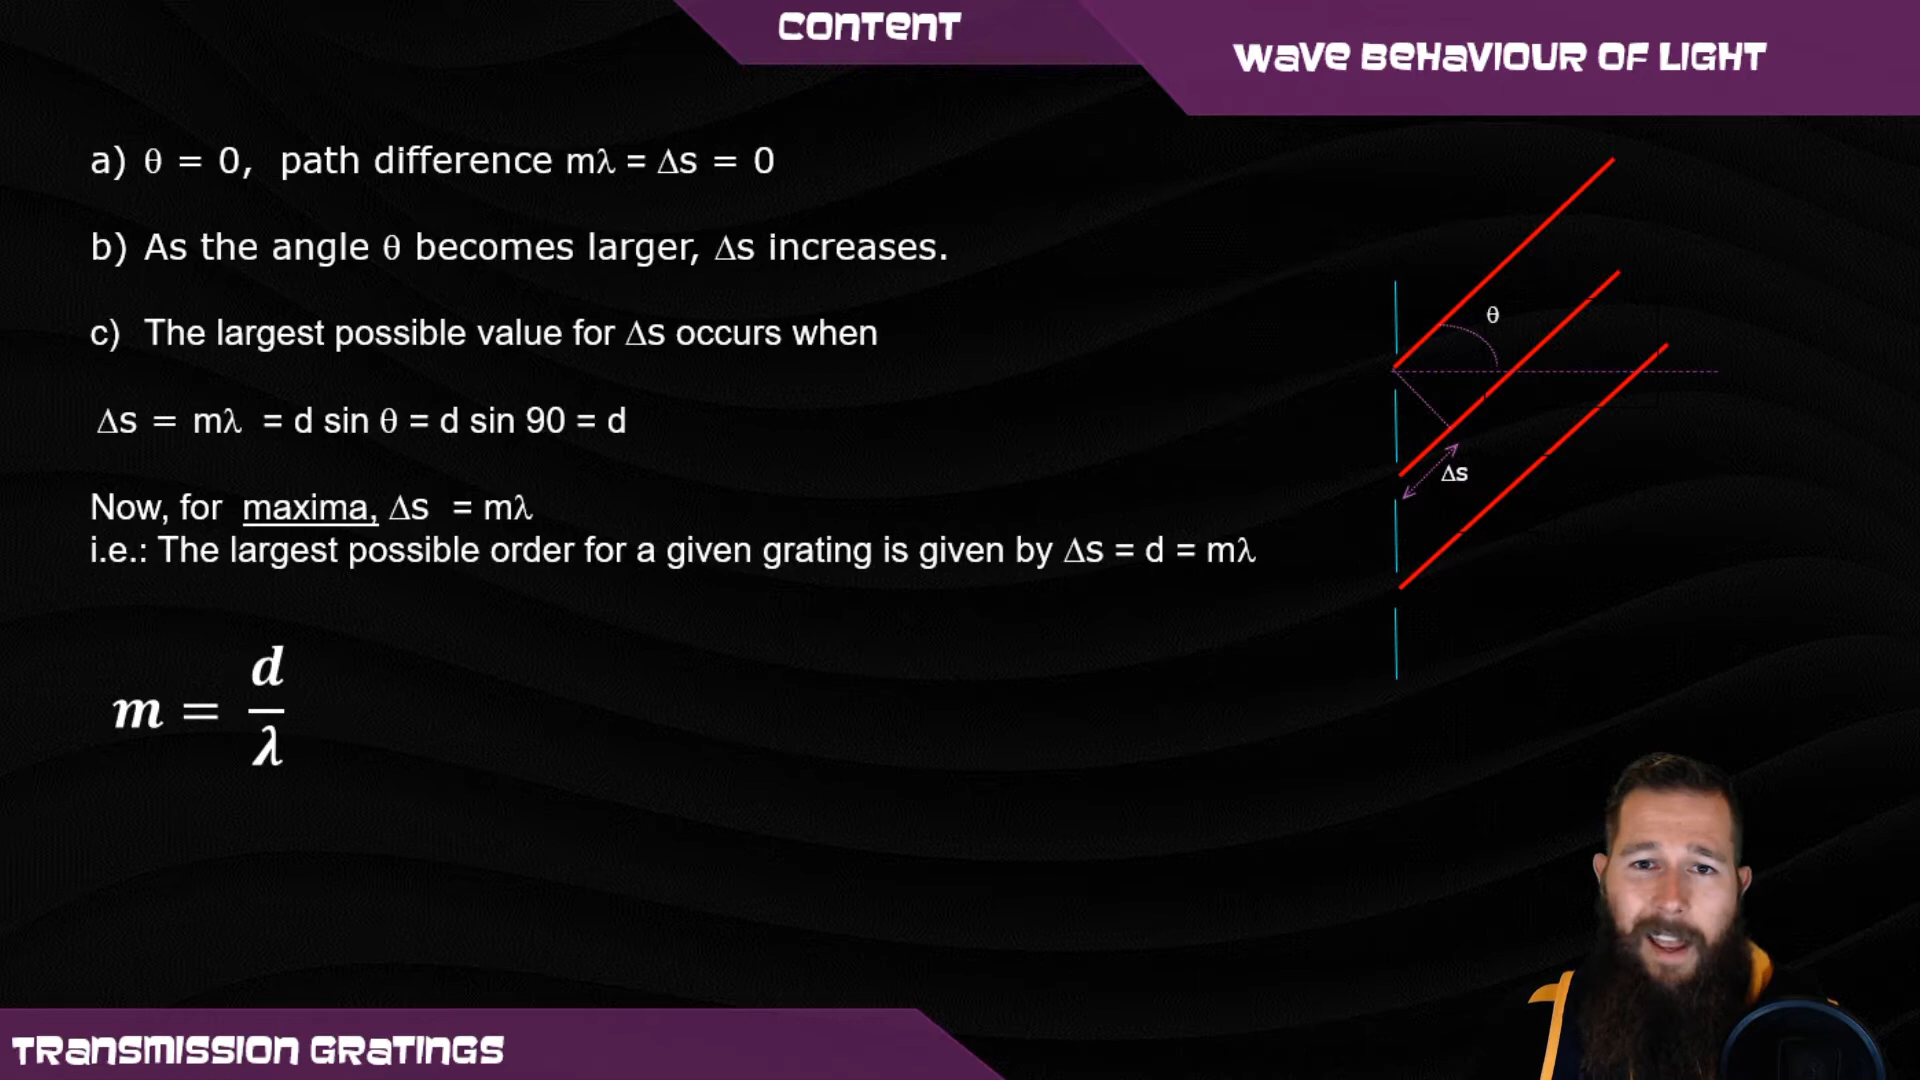 CONTENT
WAVE BEHAVIOUR OF LIGHT
a) θ = 0, path difference mλ = Δs = 0
b) As the angle θ becomes larger, Δs increases.
c) The largest possible value for Δs occurs when
Δs = mλ = d sin θ = d sin 90 = d
Now, for maxima, Δs = mλ
i.e.: The largest possible order for a given grating is given by Δs = d = mλ
m = d/λ
θ
Δs
TRANSMISSION GRATINGS